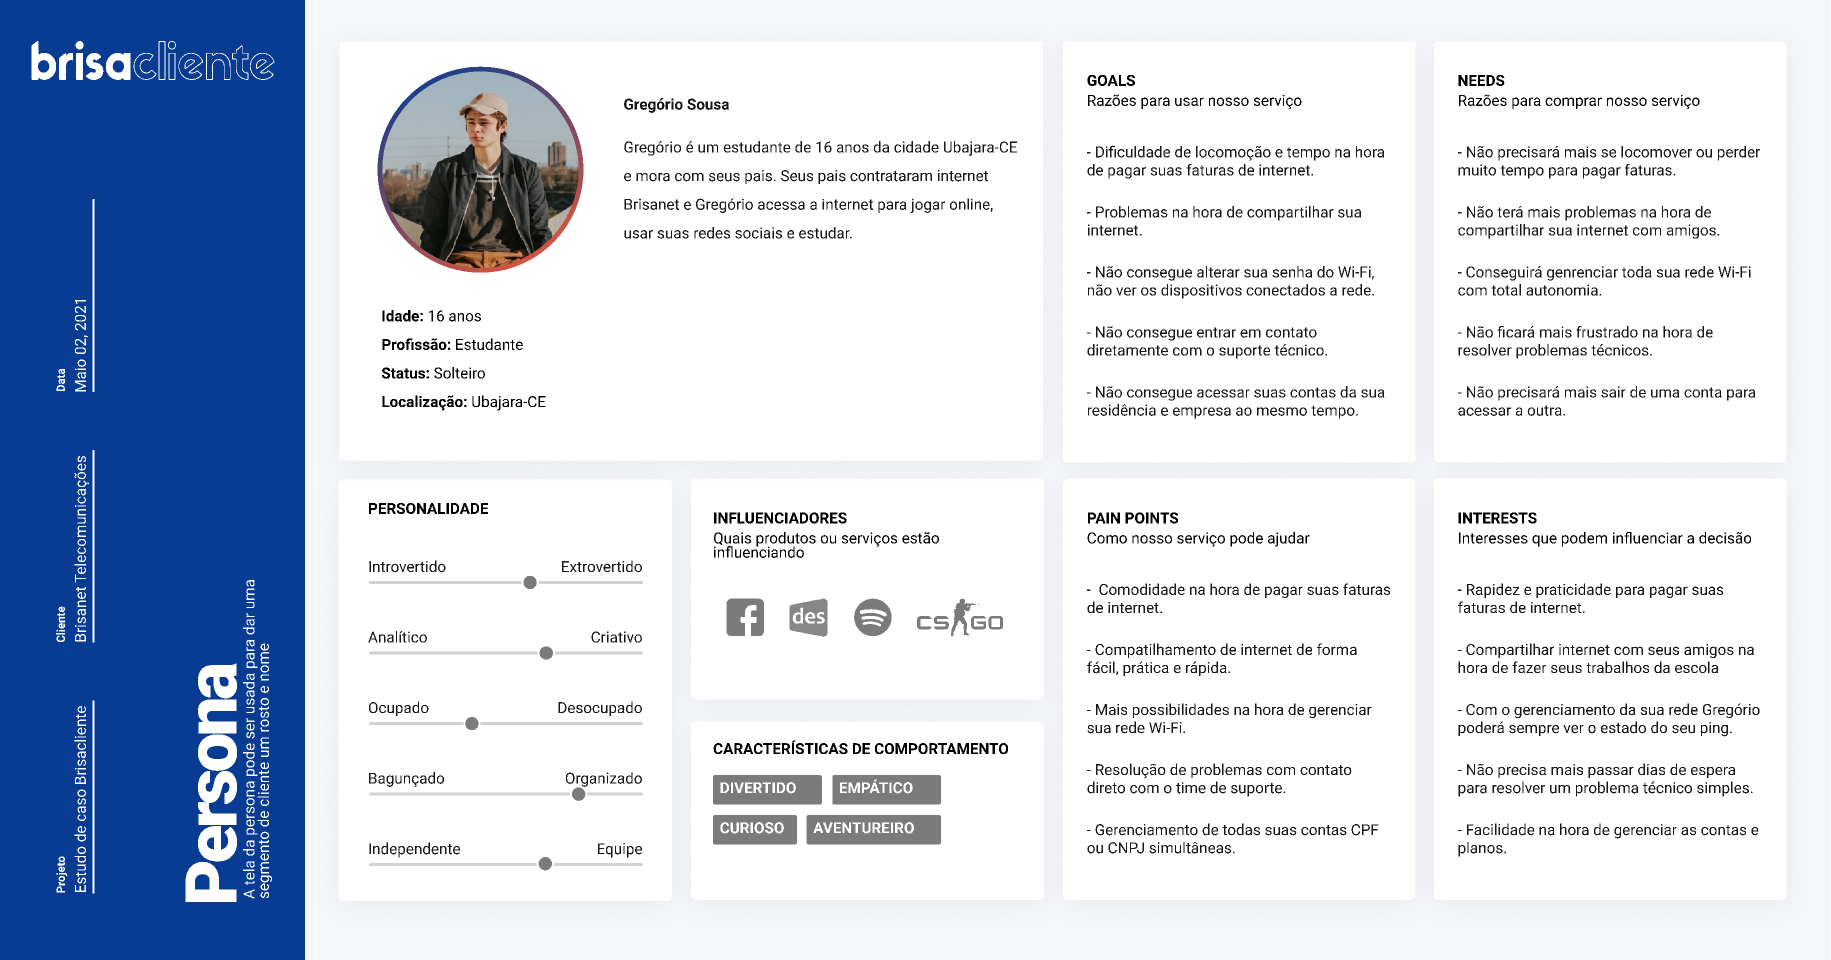 brisacliente
Data
Maio 02, 2021
Cliente
Brisanet Telecomunicações
Projeto
Estudo de caso Brisacliente
Persona
A tela da persona pode ser usada para dar uma
segmento de cliente um rosto e nome
Gregório Sousa
Gregório é um estudante de 16 anos da cidade Ubajara-CE
e mora com seus pais. Seus pais contrataram internet
Brisanet e Gregório acessa a internet para jogar online,
usar suas redes sociais e estudar.
Idade: 16 anos
Profissão: Estudante
Status: Solteiro
Localização: Ubajara-CE
GOALS
Razões para usar nosso serviço
- Dificuldade de locomoção e tempo na hora
de pagar suas faturas de internet.
- Problemas na hora de compartilhar sua
internet.
- Não consegue alterar sua senha do Wi-Fi,
não ver os dispositivos conectados a rede.
- Não consegue entrar em contato
diretamente com o suporte técnico.
- Não consegue acessar suas contas da sua
residência e empresa ao mesmo tempo.
NEEDS
Razões para comprar nosso serviço
- Não precisará mais se locomover ou perder
muito tempo para pagar faturas.
- Não terá mais problemas na hora de
compartilhar sua internet com amigos.
- Conseguirá genrenciar toda sua rede Wi-Fi
com total autonomia.
- Não ficará mais frustrado na hora de
resolver problemas técnicos.
- Não precisará mais sair de uma conta para
acessar a outra.
PERSONALIDADE
Introvertido Extrovertido
Analítico Criativo
Ocupado Desocupado
Bagunçado Organizado
Independente Equipe
INFLUENCIADORES
Quais produtos ou serviços estão
influenciando
des
CS GO
CARACTERÍSTICAS DE COMPORTAMENTO
DIVERTIDO EMPÁTICO
CURIOSO AVENTUREIRO
PAIN POINTS
Como nosso serviço pode ajudar
- Comodidade na hora de pagar suas faturas
de internet.
- Compatilhamento de internet de forma
fácil, prática e rápida.
- Mais possibilidades na hora de gerenciar
sua rede Wi-Fi.
- Resolução de problemas com contato
direto com o time de suporte.
- Gerenciamento de todas suas contas CPF
ou CNPJ simultâneas.
INTERESTS
Interesses que podem influenciar a decisão
- Rapidez e praticidade para pagar suas
faturas de internet.
- Compartilhar internet com seus amigos na
hora de fazer seus trabalhos da escola
- Com o gerenciamento da sua rede Gregório
poderá sempre ver o estado do seu ping.
- Não precisa mais passar dias de espera
para resolver um problema técnico simples.
- Facilidade na hora de gerenciar as contas e
planos.